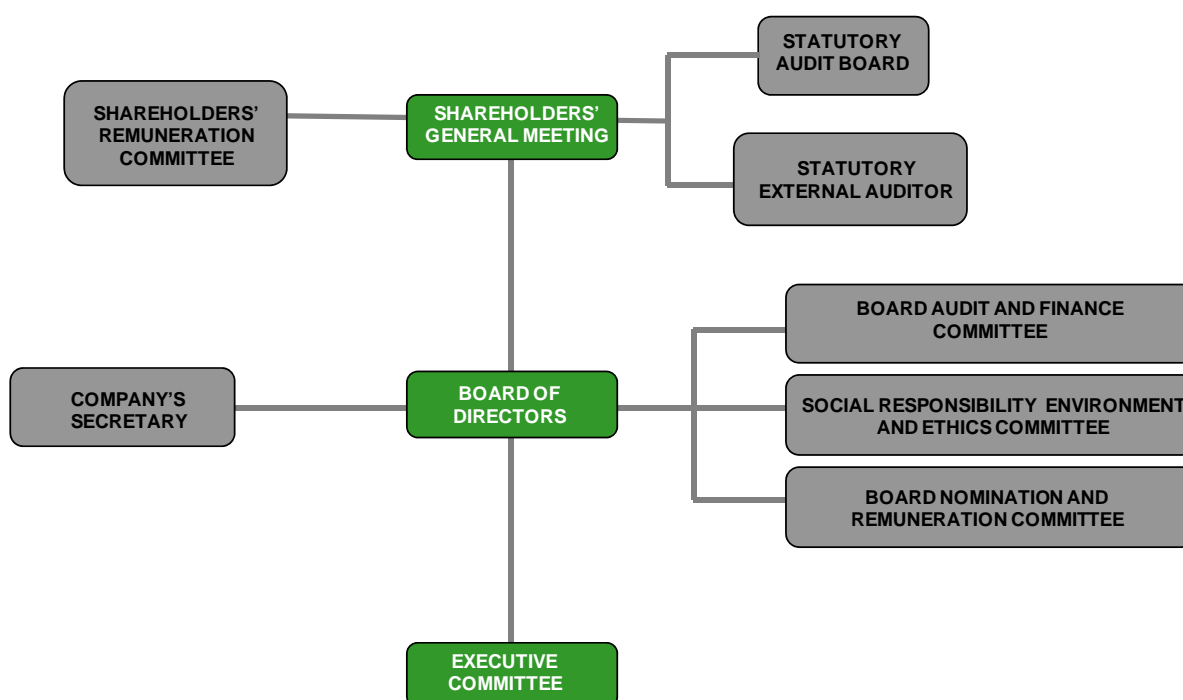 STATUTORY
AUDIT BOARD
SHAREHOLDERS'
REMUNERATION
COMMITTEE
SHAREHOLDERS'
GENERAL MEETING
STATUTORY
EXTERNAL AUDITOR
BOARD AUDIT AND FINANCE
COMMITTEE
COMPANY'S
SECRETARY
BOARD OF
DIRECTORS
SOCIAL RESPONSIBILITY ENVIRONMENT
AND ETHICS COMMITTEE
BOARD NOMINATION AND
REMUNERATION COMMITTEE
EXECUTIVE
COMMITTEE